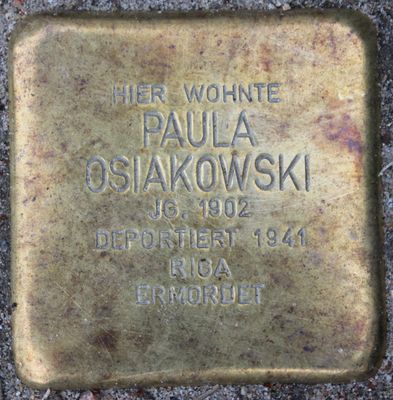 HIER WOHNTE
PAULA
OSIAKOWSKI
JG. 1902
DEPORTIERT 1941
RIGA
ERMORDET